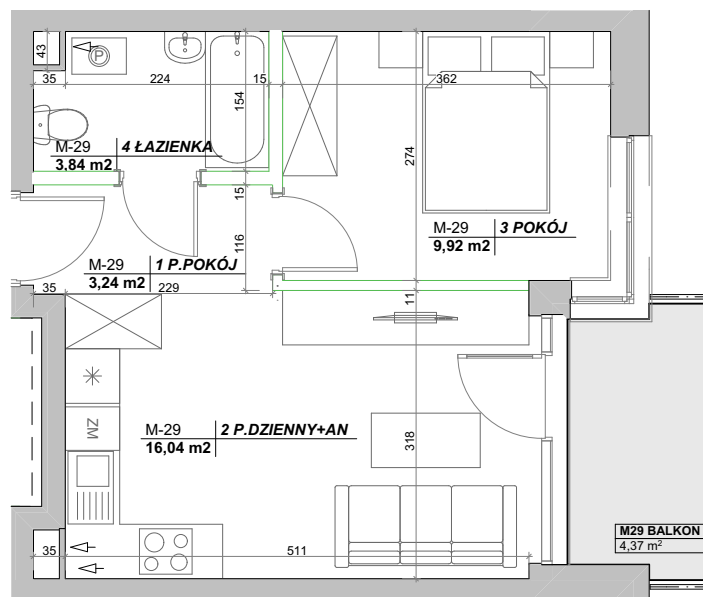 43
35
224
15
362
P
154
M-29 4 ŁAZIENKA
3,84 m2
274
15
M-29 3 POKÓJ
9,92 m2
116
M-29 1 P.POKÓJ
3,24 m2
35
229
11
ZM
M-29 2 P.DZIENNY+AN
16,04 m2
318
M29 BALKON
4,37 m²
35
511